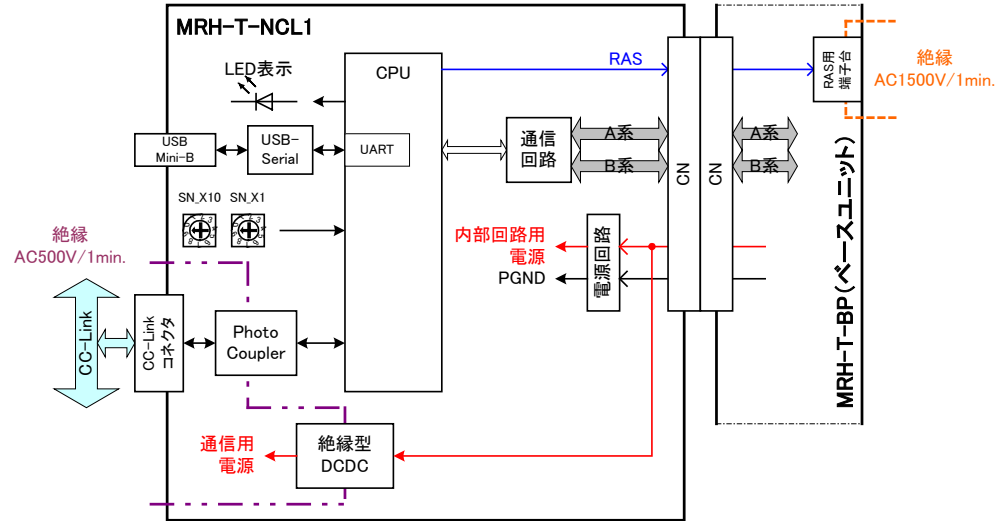 MRH-T-NCL1
LED表示
CPU
RAS
RAS用
端子台
絶縁
AC1500V/1min.
USB
Mini-B
USB-
Serial
UART
通信
回路
A系
B系
A系
B系
CN
CN
SN_X10
SN_X1
絶縁
AC500V/1min.
内部回路用
電源
PGND
電源回路
MRH-T-BP(ベースユニット)
CC-Link
CC-Link
コネクタ
Photo
Coupler
通信用
電源
絶縁型
DCDC